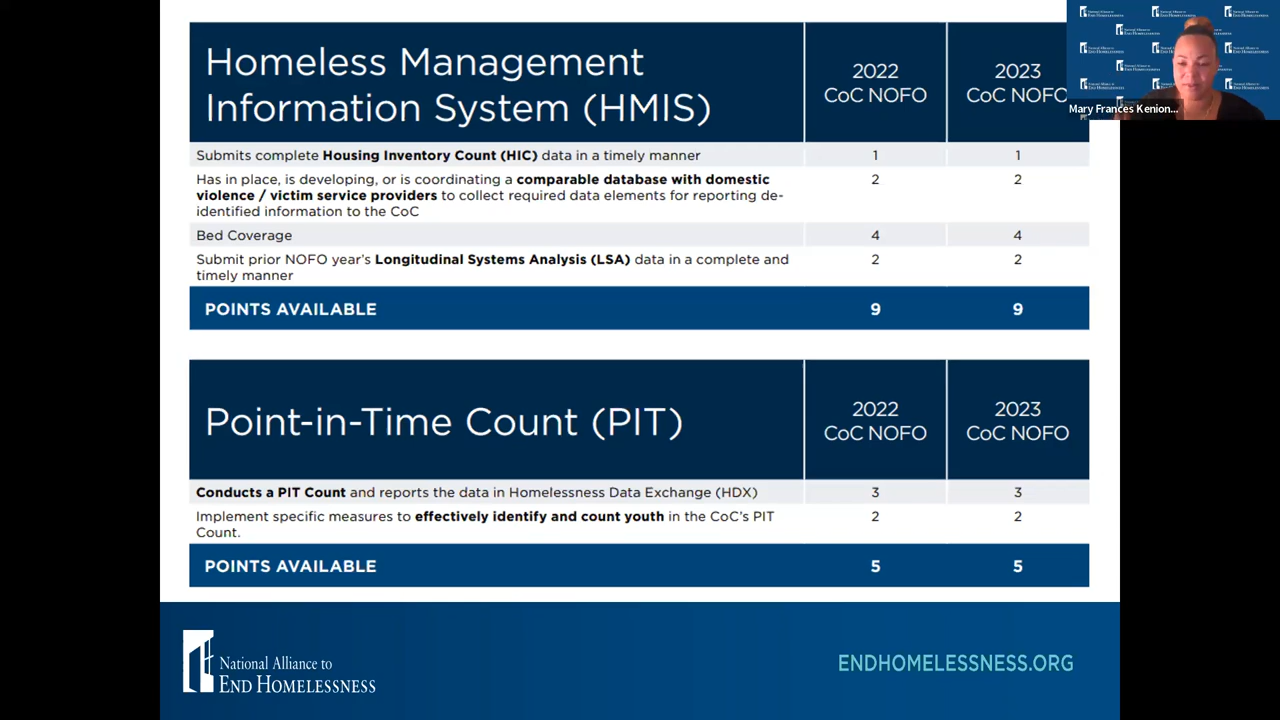 Homeless Management
Information System (HMIS)
2022
CoC NOFO
2023
CoC NOFO
Submits complete Housing Inventory Count (HIC) data in a timely manner
1
1
Has in place, is developing, or is coordinating a comparable database with domestic
violence / victim service providers to collect required data elements for reporting de-
identified information to the CoC
2
2
Bed Coverage
4
4
Submit prior NOFO year's Longitudinal Systems Analysis (LSA) data in a complete and
timely manner
2
2
POINTS AVAILABLE
9
9
Point-in-Time Count (PIT)
2022
CoC NOFO
2023
CoC NOFO
Conducts a PIT Count and reports the data in Homelessness Data Exchange (HDX)
3
3
Implement specific measures to effectively identify and count youth in the CoC's PIT
Count.
2
2
POINTS AVAILABLE
5
5
National Alliance to
END HOMELESSNESS
ENDHOMELESSNESS.ORG
Mary Frances Kenion...